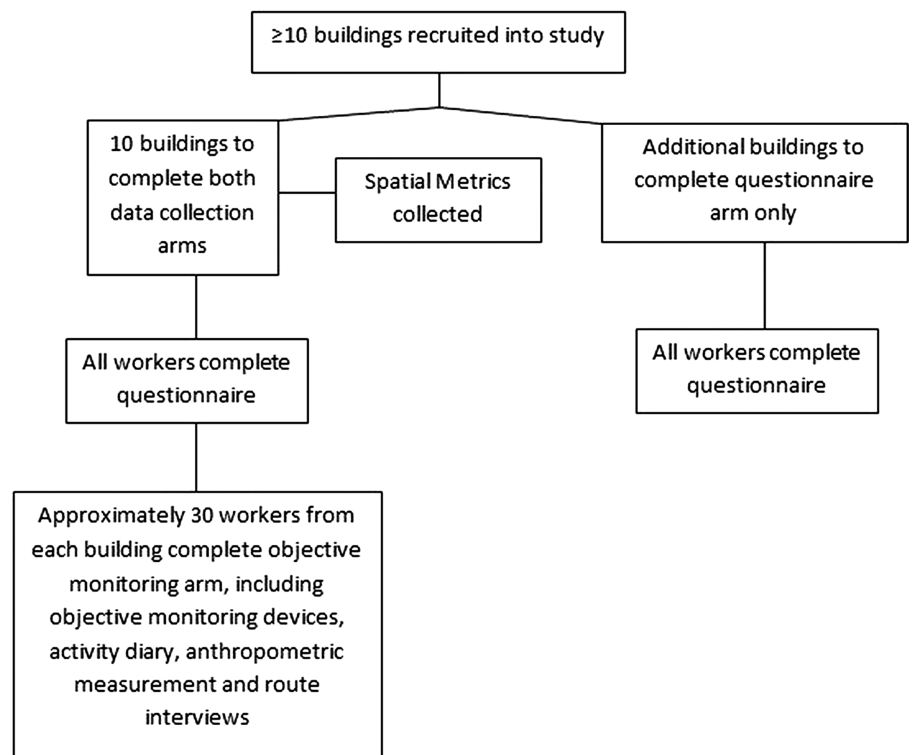 ≥10 buildings recruited into study
10 buildings to
complete both
data collection
arms
Spatial Metrics
collected
Additional buildings to
complete questionnaire
arm only
All workers complete
questionnaire
All workers complete
questionnaire
Approximately 30 workers from
each building complete objective
monitoring arm, including
objective monitoring devices,
activity diary, anthropometric
measurement and route
interviews